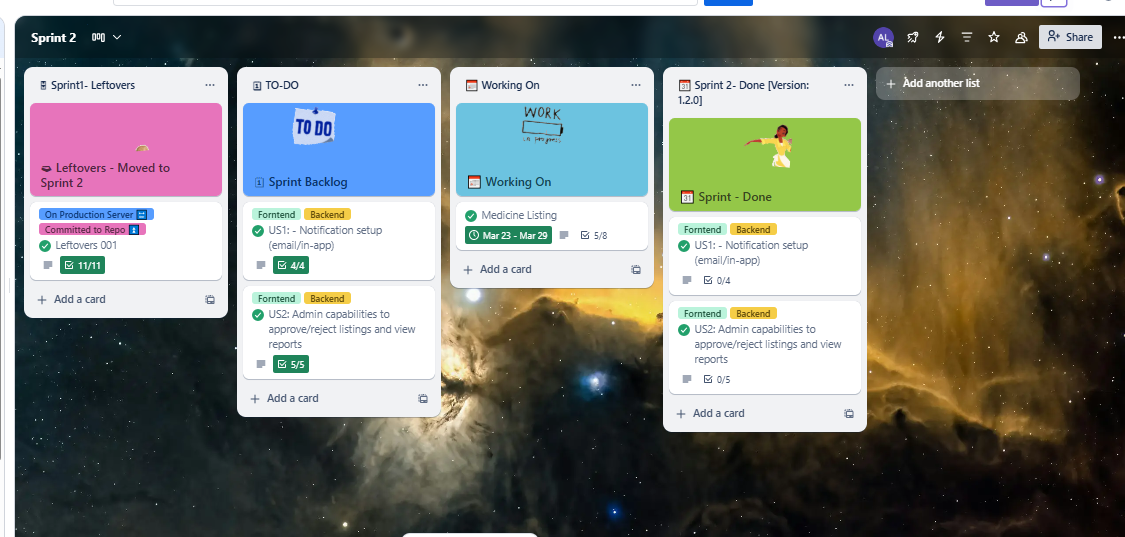 Sprint 2
AL
Share
Sprint1- Leftovers
Leftovers - Moved to
Sprint 2
On Production Server
Committed to Repo
Leftovers 001
11/11
Add a card
TO-DO
TO DO
Sprint Backlog
Forntend Backend
US1: - Notification setup
(email/in-app)
4/4
Forntend Backend
US2: Admin capabilities to
approve/reject listings and view
reports
5/5
Add a card
Working On
WORK
in progress
Working On
Medicine Listing
Mar 23 - Mar 29 5/8
Add a card
Sprint 2- Done [Version:
1.2.0]
Sprint - Done
Forntend Backend
US1: - Notification setup
(email/in-app)
0/4
Forntend Backend
US2: Admin capabilities to
approve/reject listings and view
reports
0/5
Add a card
Add another list